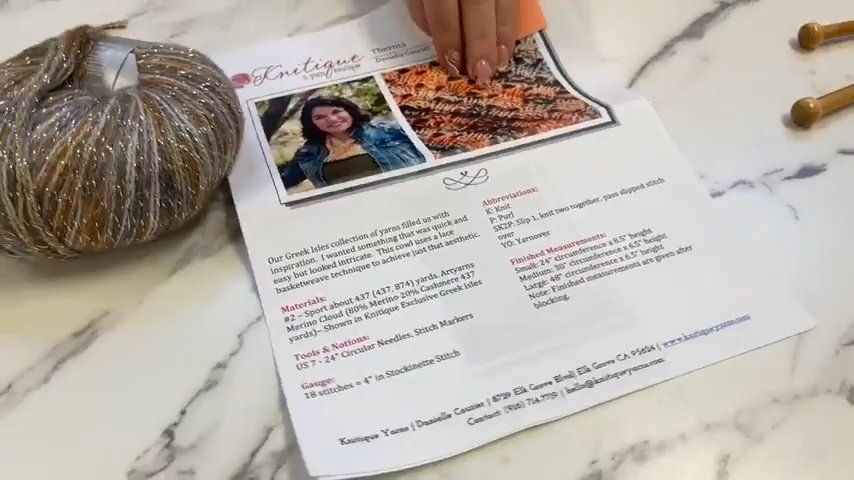 Knitique
a yarn boutique
Therma
Our Greek Isles collection of yarns filled us with
inspiration. I wanted something that was quick and
easy but looked intricate. This cowl uses a lace
basketweave technique to achieve just that aesthetic.
Materials:
#2 – Sport about 437 (437, 874) yards. Artyarns
Merino Cloud (80% Merino 20% Cashmere 437
yards)– Shown in Knitique Exclusive Greek Isles
Tools & Notions:
US 7 - 24" Circular Needles, Stitch Markers
Gauge:
18 stitches = 4" in Stockinette Stitch
Abbreviations:
K: Knit
P: Purl
SK2P: Slip 1, knit two together, pass slipped stitch
over
YO: Yarnover
Finished Measurements:
Small: 24" circumference x 8.5" height
Medium: 30" circumference x 6.5" height
Large: 48" circumference x 6.5" height
Note: Finished measurements are given after
blocking.
Knitique Yarns | Danielle | 8739 Elk Grove Blvd| Elk Grove CA 95624 | www.knitiqueyarns.com
Contact: (916) 714-7719 | hello@knitiqueyarns.com